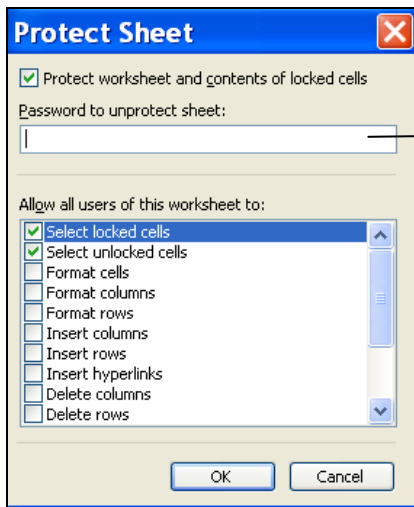 Protect Sheet
Protect worksheet and contents of locked cells
Password to unprotect sheet:
Allow all users of this worksheet to:
Select locked cells
Select unlocked cells
Format cells
Format columns
Format rows
Insert columns
Insert rows
Insert hyperlinks
Delete columns
Delete rows
OK Cancel